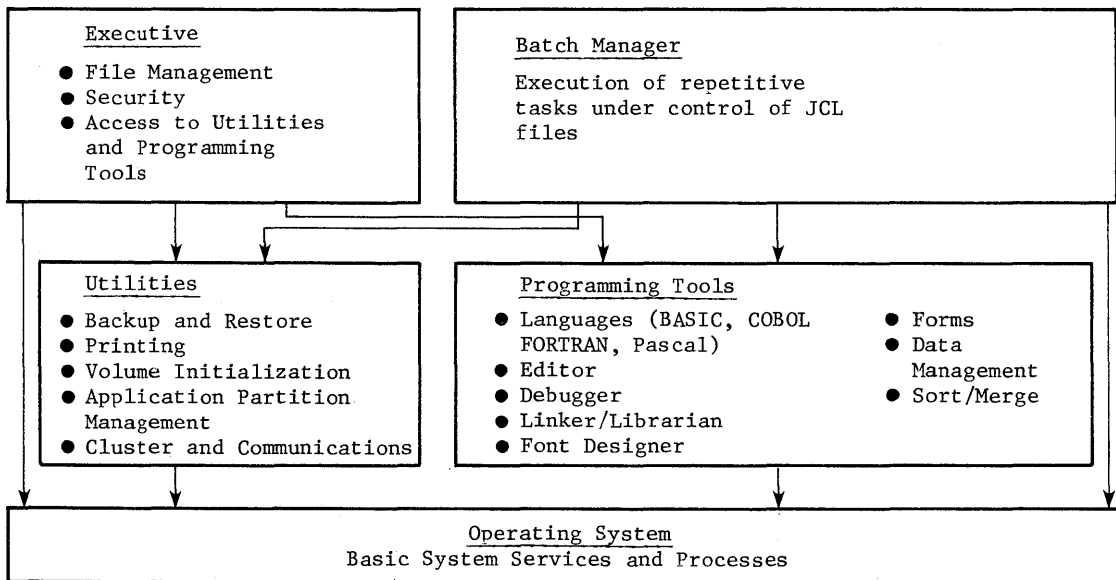 Executive
● File Management
● Security
● Access to Utilities
and Programming
Tools
Batch Manager
Execution of repetitive
tasks under control of JCL
files
Utilities
● Backup and Restore
● Printing
● Volume Initialization
● Application Partition
Management
● Cluster and Communications
Programming Tools
● Languages (BASIC, COBOL
FORTRAN, Pascal)
● Editor
● Debugger
● Linker/Librarian
● Font Designer
● Forms
● Data
Management
● Sort/Merge
Operating System
Basic System Services and Processes